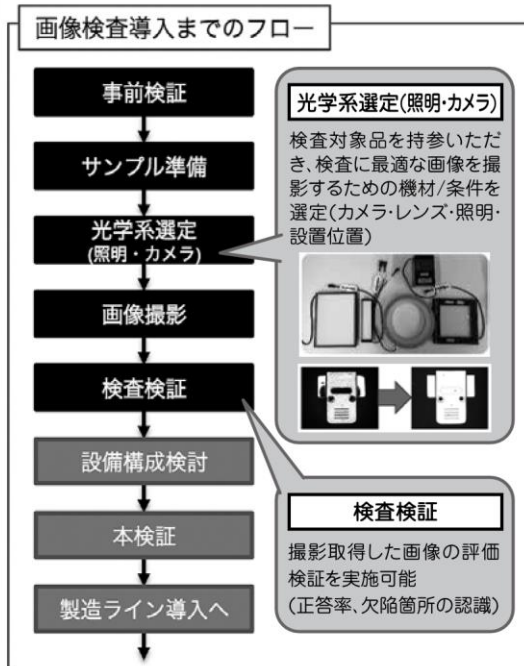 画像検査導入までのフロー
事前検証
サンプル準備
光学系選定
(照明・カメラ)
画像撮影
検査検証
設備構成検討
本検証
製造ライン導入へ
光学系選定(照明・カメラ)
検査対象品を持参いただ
き、検査に最適な画像を撮
影するための機材/条件を
選定(カメラ・レンズ・照明・
設置位置)
検査検証
撮影取得した画像の評価
検証を実施可能
(正答率、欠陥箇所の認識)